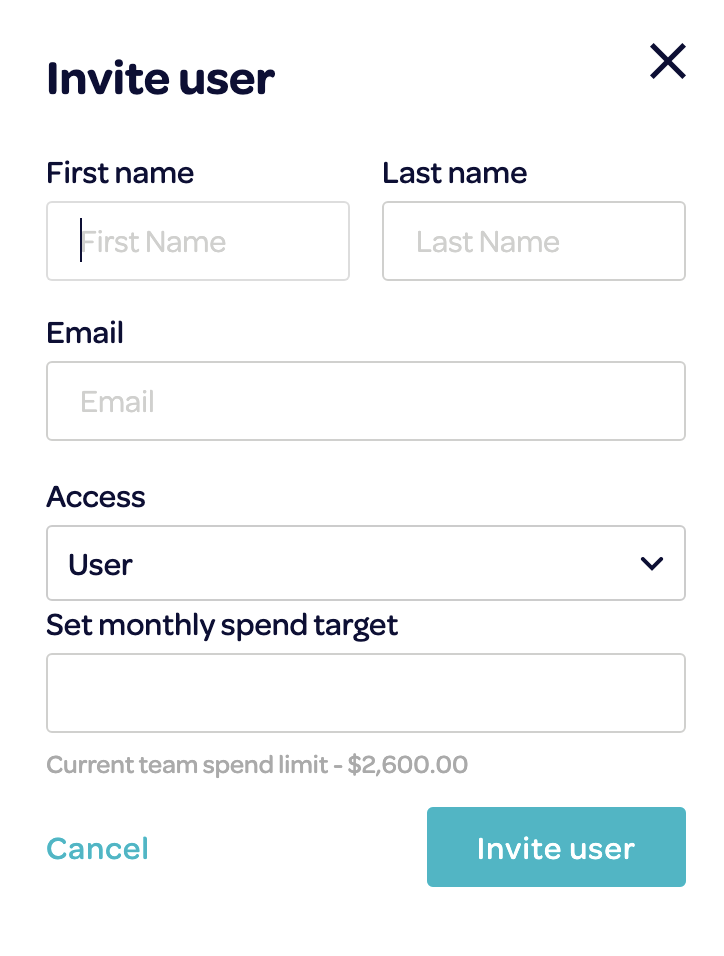 Invite user
First name Last name
First Name Last Name
Email
Email
Access
User
Set monthly spend target
Current team spend limit - $2,600.00
Cancel Invite user